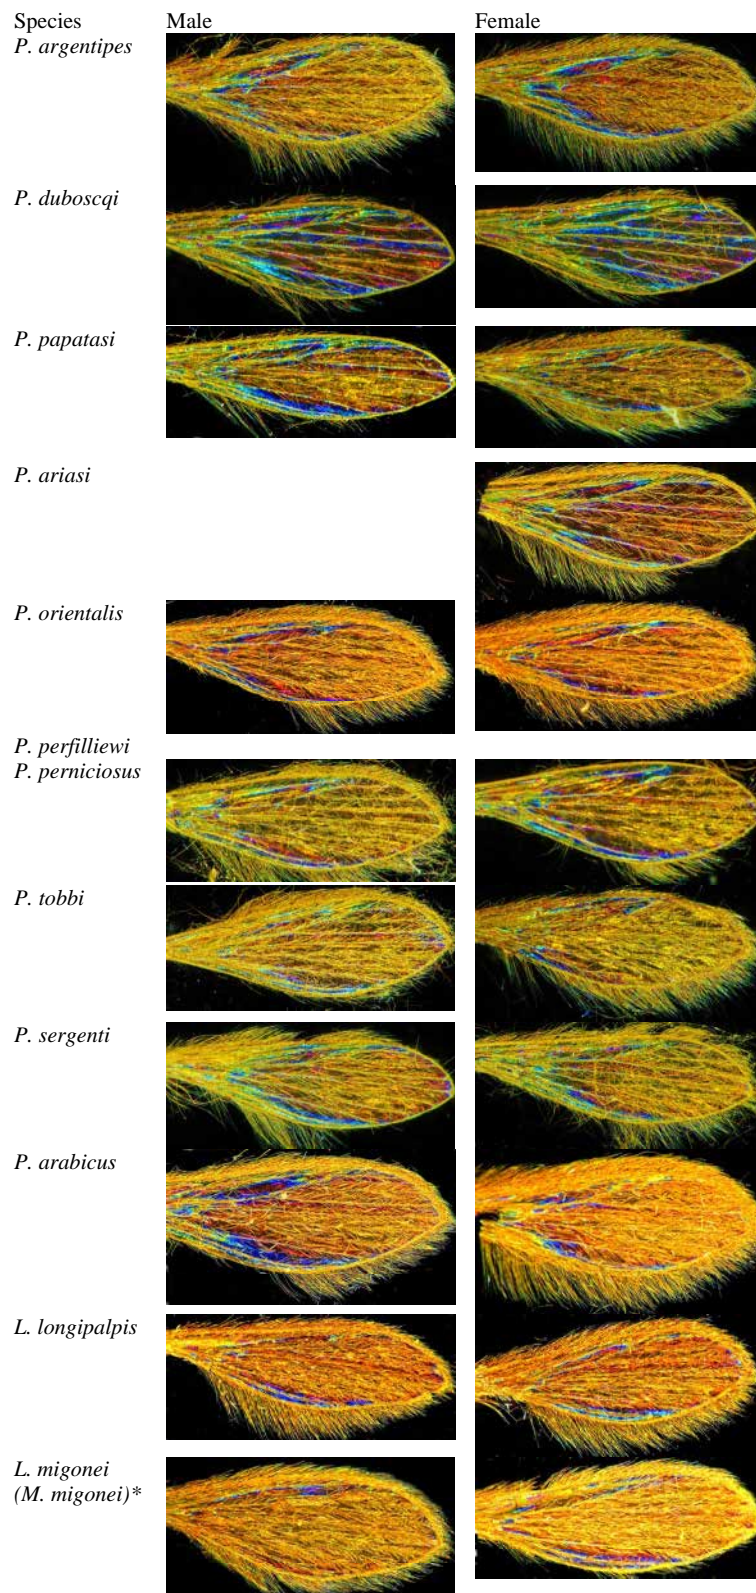 Species Male Female
P. argentipes
P. duboscqi
P. papatasi
P. ariasi
P. orientalis
P. perfilliewi
P. perniciosus
P. tobbi
P. sergenti
P. arabicus
L. longipalpis
L. migonei
(M. migonei)*